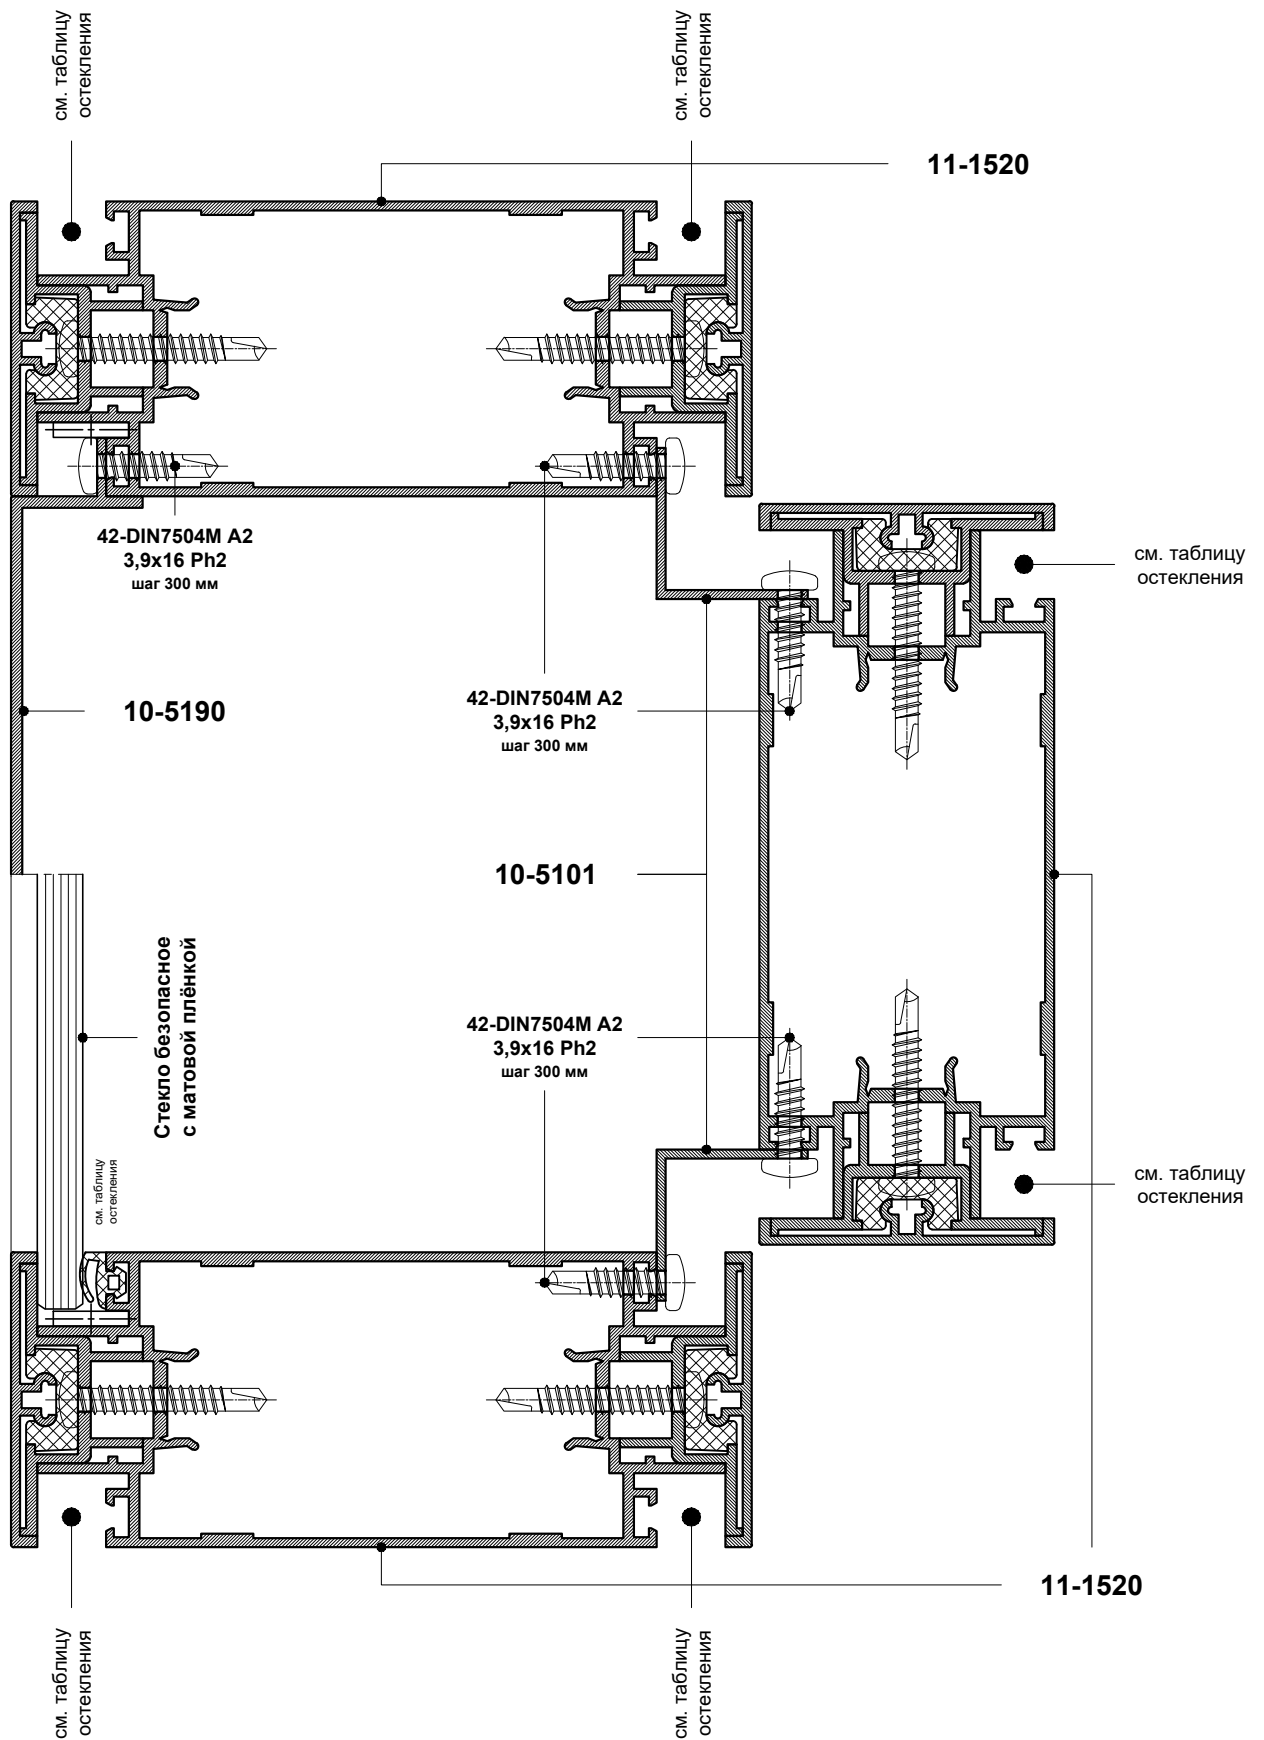 см. таблицу
остекления
см. таблицу
остекления
11-1520
42-DIN7504M A2
3,9x16 Ph2
шаг 300 мм
см. таблицу
остекления
10-5190
42-DIN7504M A2
3,9x16 Ph2
шаг 300 мм
10-5101
Стекло безопасное
с матовой плёнкой
42-DIN7504M A2
3,9x16 Ph2
шаг 300 мм
см. таблицу
остекления
см. таблицу
остекления
11-1520
см. таблицу
остекления
см. таблицу
остекления